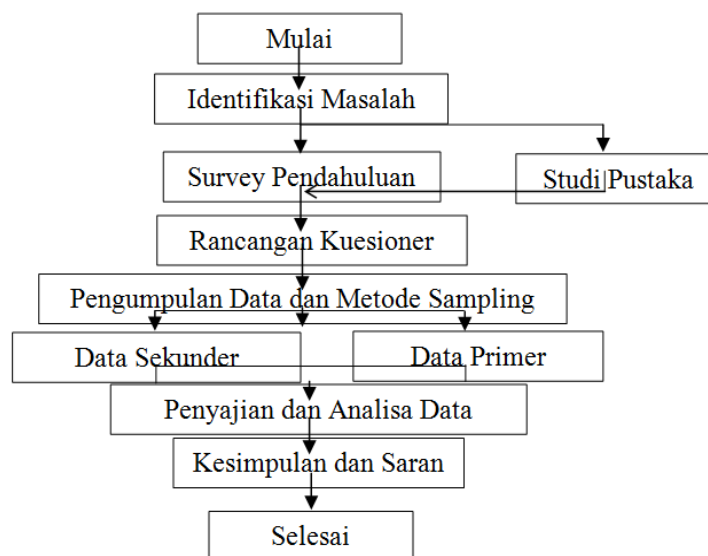 Mulai
Identifikasi Masalah
Survey Pendahuluan
Studi Pustaka
Rancangan Kuesioner
Pengumpulan Data dan Metode Sampling
Data Sekunder
Data Primer
Penyajian dan Analisa Data
Kesimpulan dan Saran
Selesai